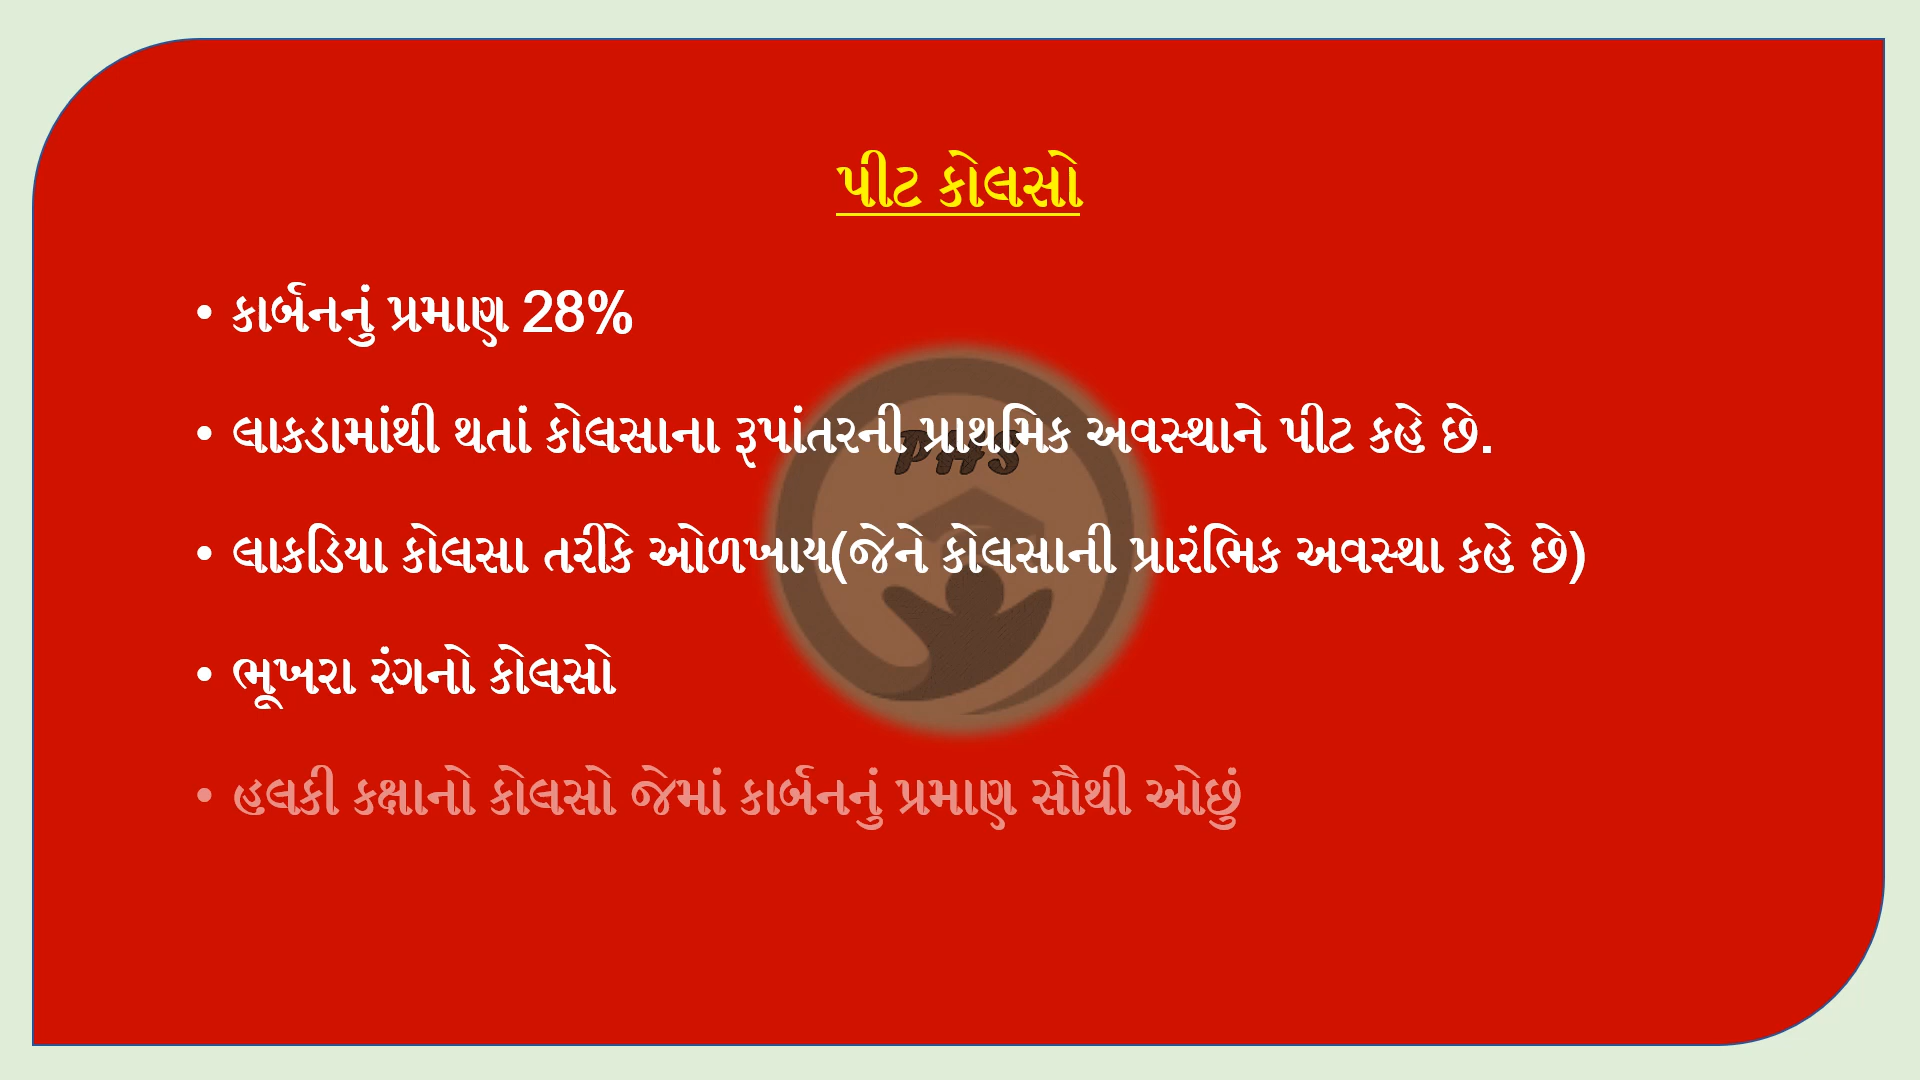 પીટ કોલસો
• કાર્બનનું પ્રમાણ 28%
• લાકડામાંથી થતાં કોલસાના રૂપાંતરની પ્રાથમિક અવસ્થાને પીટ કહે છે.
PHS
• લાકડિયા કોલસા તરીકે ઓળખાય(જેને કોલસાની પ્રારંભિક અવસ્થા કહે છે)
• ભૂખરા રંગનો કોલસો
• હલકી કક્ષાનો કોલસો જેમાં કાર્બનનું પ્રમાણ સૌથી ઓછું